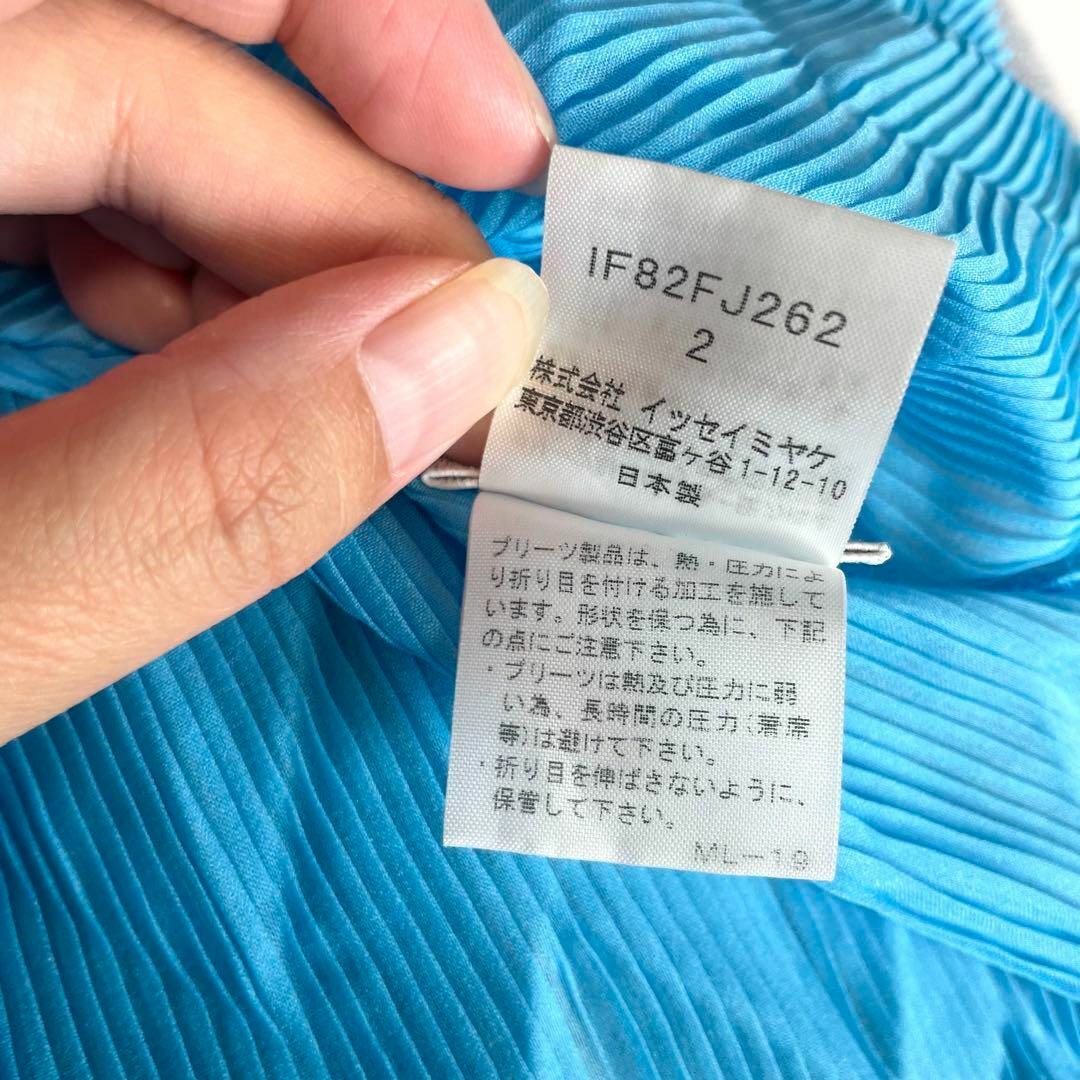 IF82FJ262
2
株式会社 イッセイミヤケ
東京都渋谷区富ヶ谷1-12-10
日本製
プリーツ製品は、熱・圧力によ
り折り目を付ける加工を施して
います。形状を保つ為に、下記
の点にご注意下さい。
・プリーツは熱及び圧力に弱
い為、長時間の圧力(着席
等)は避けて下さい。
・折り目を伸ばさないように、
保管して下さい。
ML-19